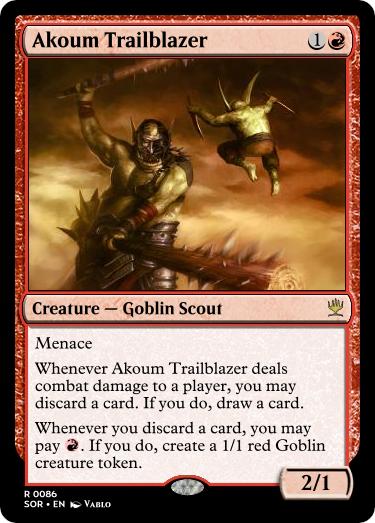 Akoum Trailblazer 1
Creature — Goblin Scout
Menace
Whenever Akoum Trailblazer deals
combat damage to a player, you may
discard a card. If you do, draw a card.
Whenever you discard a card, you may
pay . If you do, create a 1/1 red Goblin
creature token.
2/1
R 0086
SOR • EN Vablo